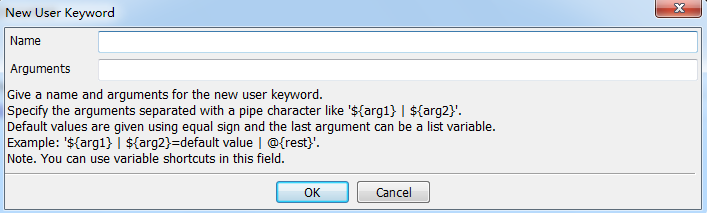 New User Keyword
Name
Arguments
Give a name and arguments for the new user keyword.
Specify the arguments separated with a pipe character like '${arg1} | ${arg2}'.
Default values are given using equal sign and the last argument can be a list variable.
Example: '${arg1} | ${arg2}=default value | @{rest}'.
Note. You can use variable shortcuts in this field.
OK Cancel